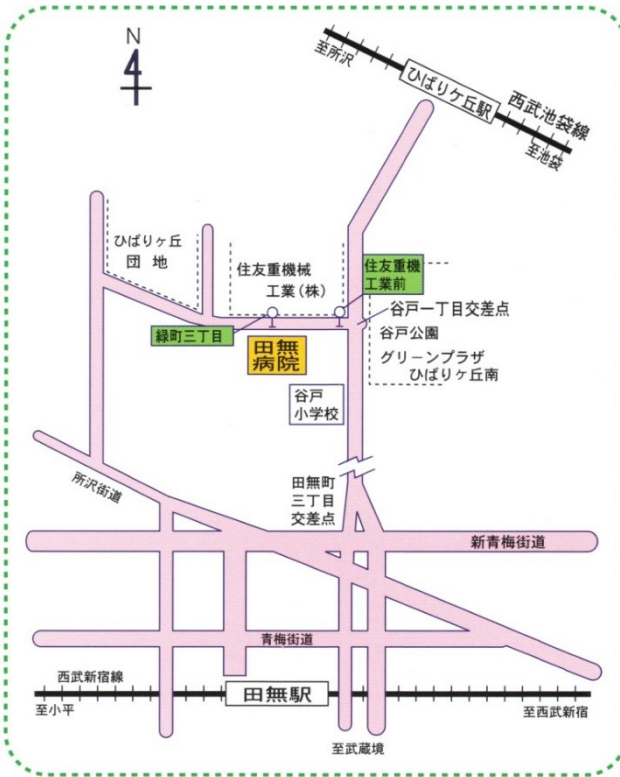 N
至所沢
ひばりケ丘駅
西武池袋線
至池袋
ひばりヶ丘
団地
住友重機械
工業(株)
住友重機
工業前
谷戸一丁目交差点
谷戸公園
グリーンプラザ
ひばりヶ丘南
緑町三丁目
田無
病院
谷戸
小学校
所沢街道
田無町
三丁目
交差点
新青梅街道
青梅街道
西武新宿線
田無駅
至小平
至西武新宿
至武蔵境